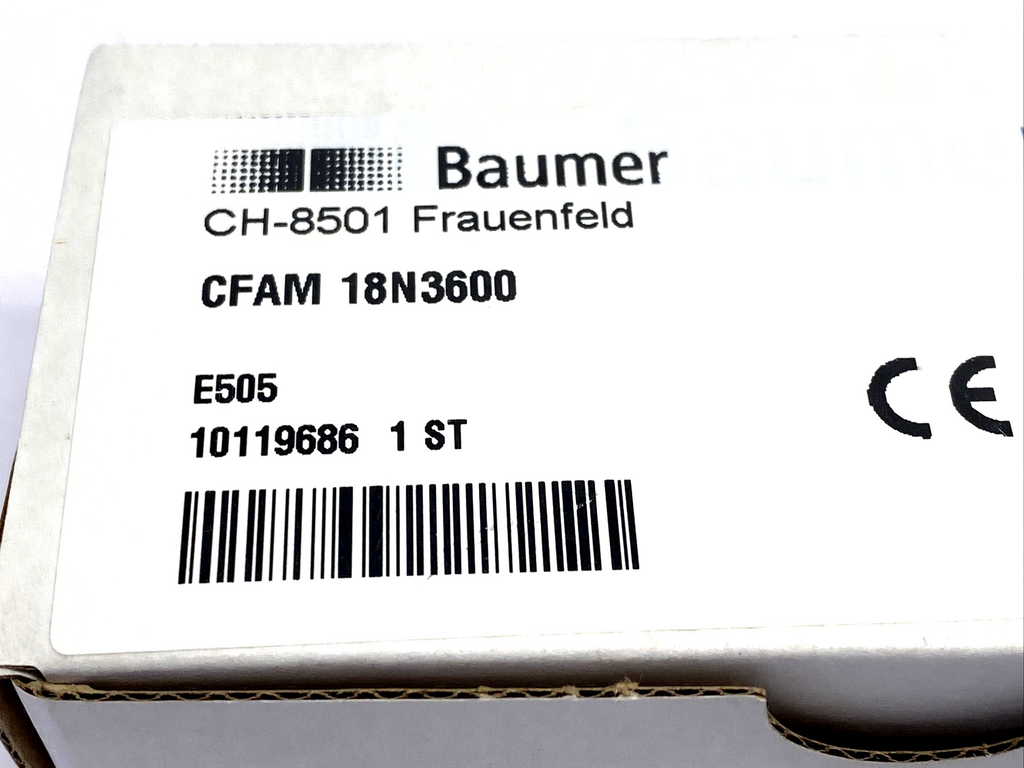 Baumer
CH-8501 Frauenfeld
CFAM 18N3600
E505
10119686 1 ST
CE